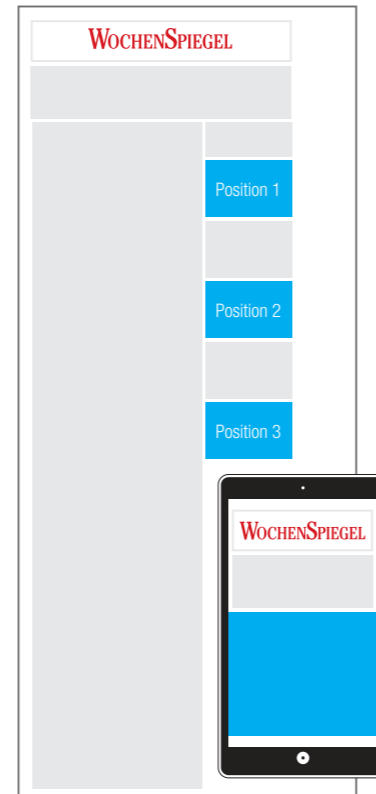 WOCHENSPIEGEL
Position 1
Position 2
Position 3
WOCHENSPIEGEL